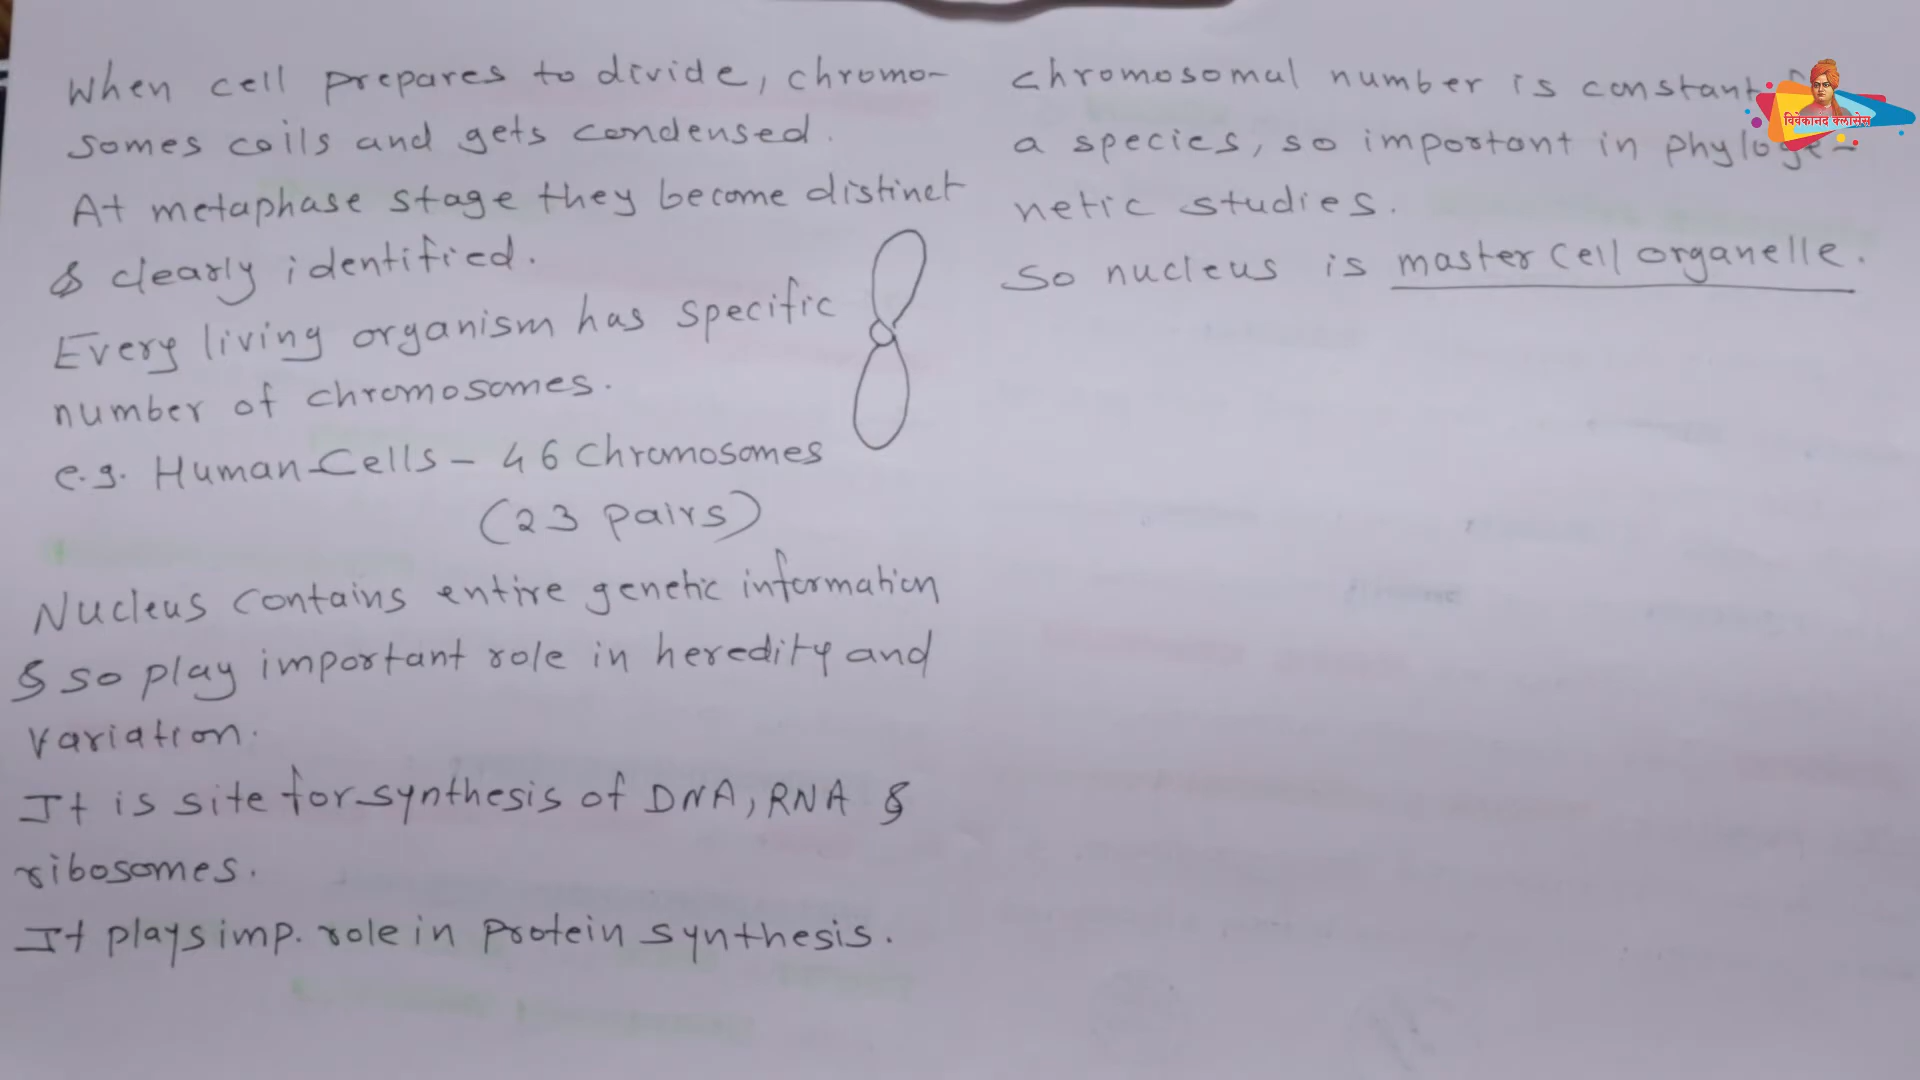 When cell prepares to divide, chromo-
somes coils and gets condensed.
At metaphase stage they become distinct
& clearly identified.
Every living organism has specific
number of chromosomes.
e.g. Human Cells - 46 Chromosomes
(23 pairs)
Nucleus contains entire genetic information
& so play important role in heredity and
variation.
It is site for synthesis of DNA, RNA &
ribosomes.
It plays imp. role in protein synthesis.
chromosomal number is constant
a species, so important in phyloge-
netic studies.
So nucleus is master cell organelle.
विवेकानंद क्लासेस